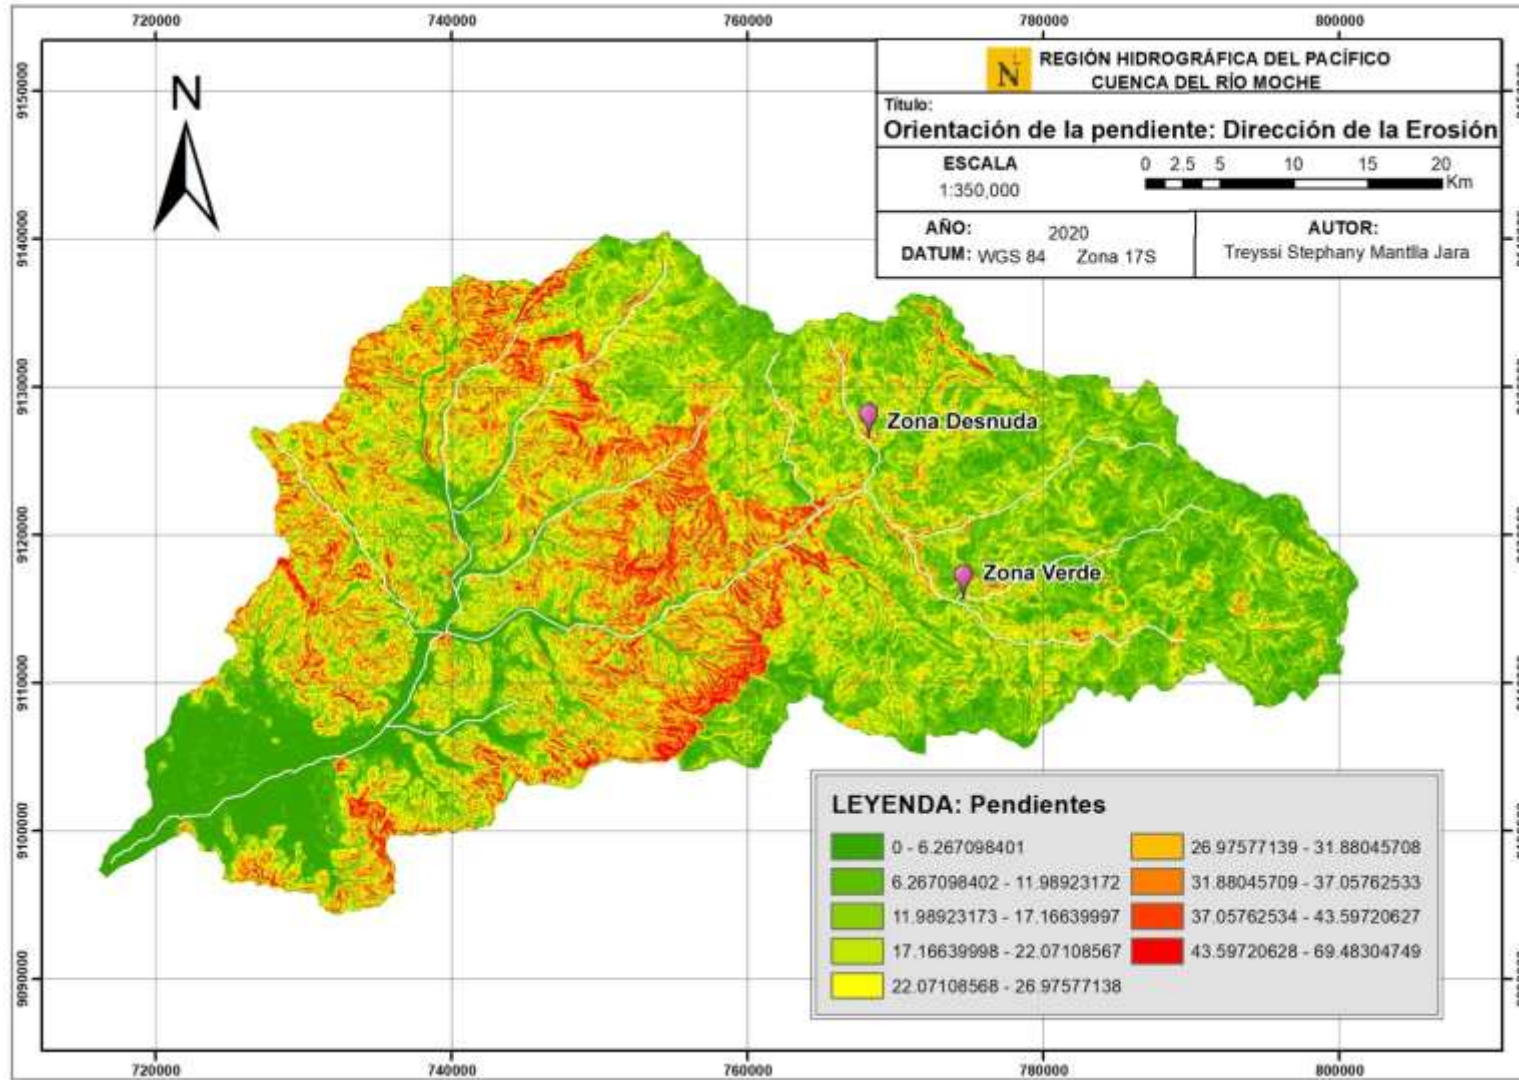 720000 740000 760000 780000 800000
N
N
REGIÓN HIDROGRÁFICA DEL PACÍFICO
CUENCA DEL RÍO MOCHE
Título:
Orientación de la pendiente: Dirección de la Erosión
ESCALA
1:350,000
0 2.5 5 10 15 20
Km
AÑO: 2020
DATUM: WGS 84 Zona 17S
AUTOR:
Treyssi Stephany Mantlla Jara
9150000
9140000
9130000
9120000
9110000
9100000
9090000
Zona Desnuda
Zona Verde
LEYENDA: Pendientes
0 - 6.267098401
6.267098402 - 11.98923172
11.98923173 - 17.16639997
17.16639998 - 22.07108567
22.07108568 - 26.97577138
26.97577139 - 31.88045708
31.88045709 - 37.05762533
37.05762534 - 43.59720627
43.59720628 - 69.48304749
720000 740000 760000 780000 800000